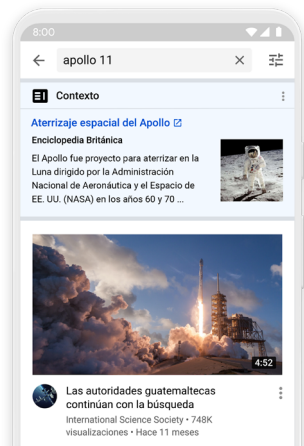 8:00
apollo 11
Contexto
Aterrizaje espacial del Apollo
Enciclopedia Británica
El Apollo fue proyecto para aterrizar en la
Luna dirigido por la Administración
Nacional de Aeronáutica y el Espacio de
EE. UU. (NASA) en los años 60 y 70 ...
4:52
Las autoridades guatemaltecas
continúan con la búsqueda
International Science Society • 748K
visualizaciones • Hace 11 meses